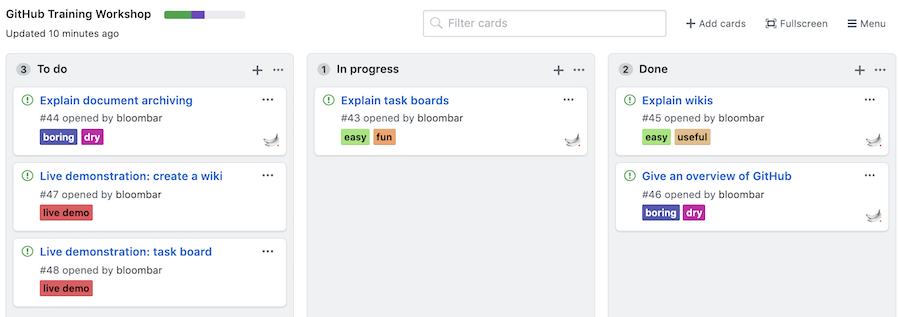 GitHub Training Workshop
Updated 10 minutes ago
Filter cards
Add cards
Fullscreen
Menu
3 To do
Explain document archiving
#44 opened by bloombar
boring dry
Live demonstration: create a wiki
#47 opened by bloombar
live demo
Live demonstration: task board
#48 opened by bloombar
live demo
1 In progress
Explain task boards
#43 opened by bloombar
easy fun
2 Done
Explain wikis
#45 opened by bloombar
easy useful
Give an overview of GitHub
#46 opened by bloombar
boring dry